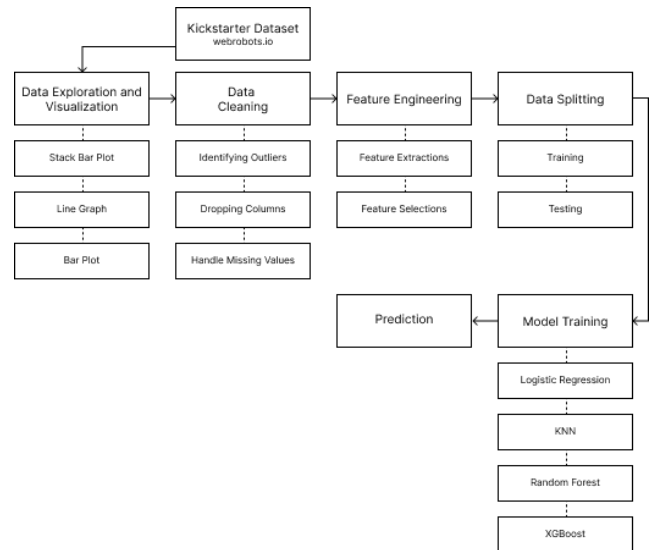 Kickstarter Dataset
webrobots.io
Data Exploration and
Visualization
Data
Cleaning
Feature Engineering
Data Splitting
Stack Bar Plot
Identifying Outliers
Feature Extractions
Training
Line Graph
Dropping Columns
Feature Selections
Testing
Bar Plot
Handle Missing Values
Prediction
Model Training
Logistic Regression
KNN
Random Forest
XGBoost